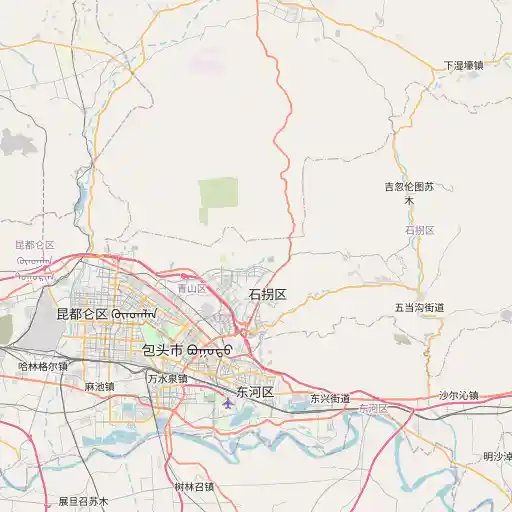 下湿壕镇
吉忽伦图苏
木
石拐区
昆都仑区
青山区
石拐区
五当沟街道
昆都仑区
包头市
哈林格尔镇
万水泉镇
麻池镇
东河区
东兴街道
沙尔沁镇
东河区
明沙淖
树林召镇
展旦召苏木